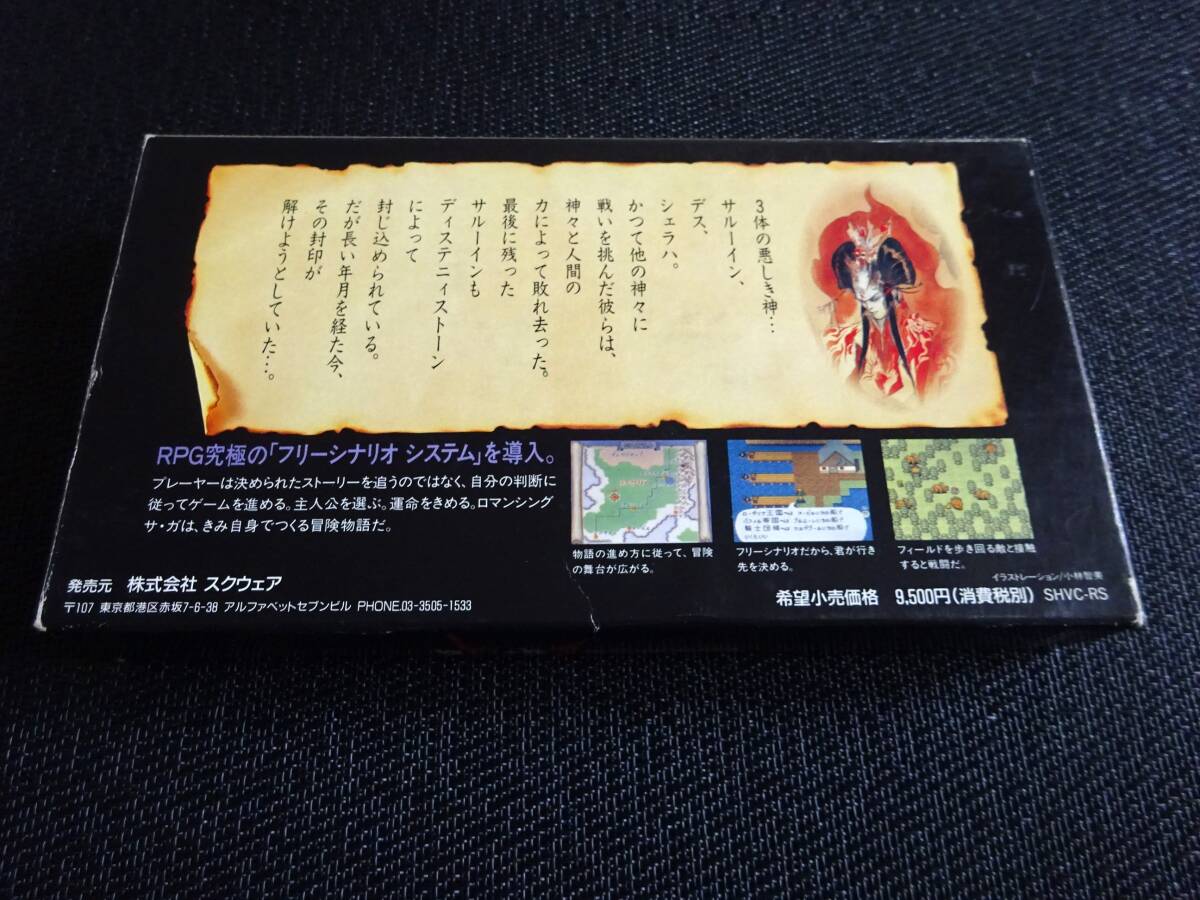 3体の悪しき神…
サルーイン、
デス、
シェラハ。
かつて他の神々に
戦いを挑んだ彼らは、
神々と人間の
力によって敗れ去った。
最後に残った
サルーインも
ディステニィストーン
によって
封じ込められている。
だが長い年月を経た今、
その封印が
解けようとしていた…。
RPG究極の「フリーシナリオ システム」を導入。
プレーヤーは決められたストーリーを追うのではなく、自分の判断に
従ってゲームを進める。主人公を選ぶ。運命をきめる。ロマンシング
サ・ガは、きみ自身でつくる冒険物語だ。
物語の進め方に従って、冒険
の舞台が広がる。
フリーシナリオだから、君が行き
先を決める。
フィールドを歩き回る敵と接触
すると戦闘だ。
イラストレーション/小林智美
発売元 株式会社 スクウェア
〒107 東京都港区赤坂7-6-38 アルファベットセブンビル PHONE.03-3505-1533
希望小売価格 9,500円(消費税別) SHVC-RS